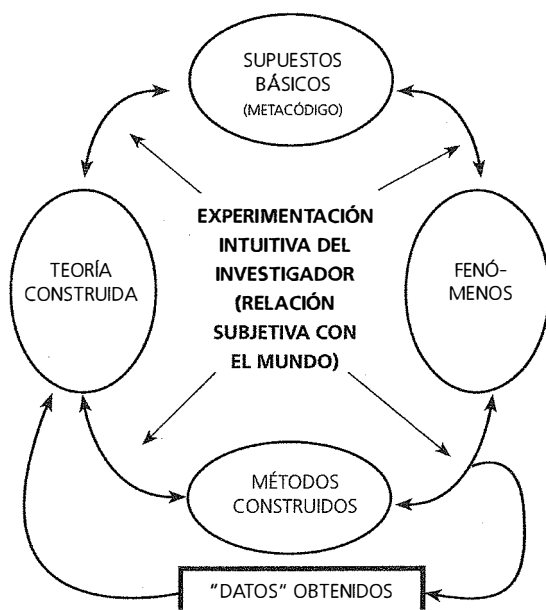 SUPUESTOS
BÁSICOS
(METACÓDIGO)
EXPERIMENTACIÓN
INTUITIVA DEL
INVESTIGADOR
(RELACIÓN
SUBJETIVA CON
EL MUNDO)
TEORÍA
CONSTRUIDA
FENÓ-
MENOS
MÉTODOS
CONSTRUIDOS
"DATOS" OBTENIDOS